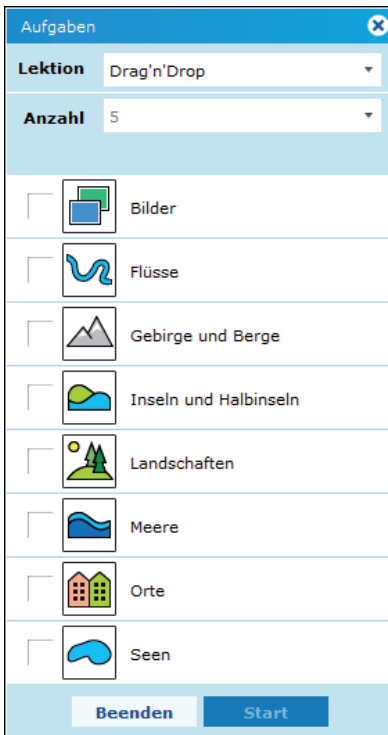 Aufgaben
Lektion Drag'n'Drop
Anzahl 5
Bilder
Flüsse
Gebirge und Berge
Inseln und Halbinseln
Landschaften
Meere
Orte
Seen
Beenden Start